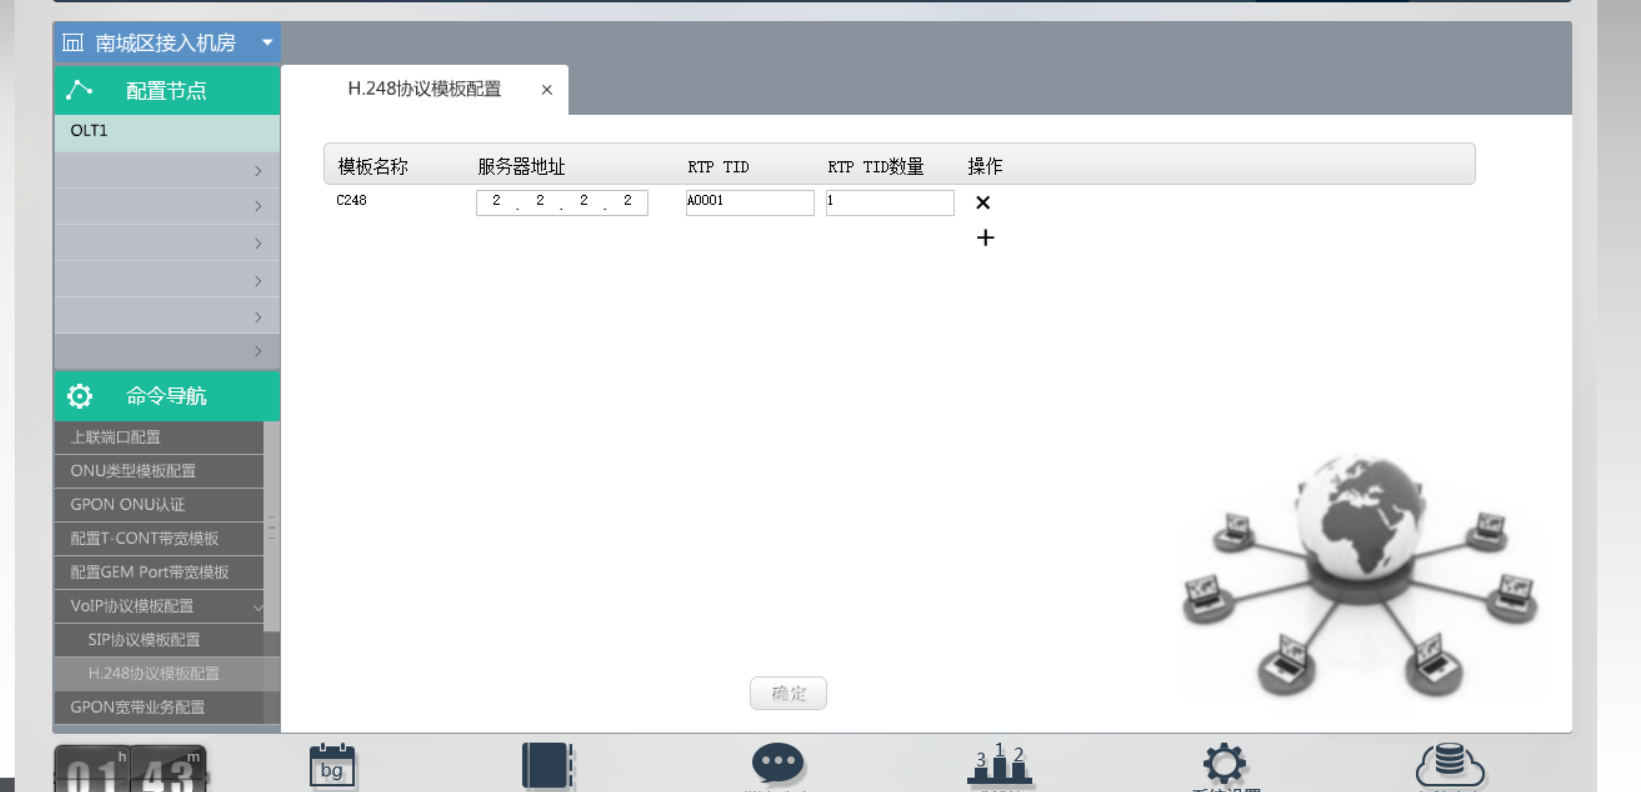 南城区接入机房
配置节点
H.248协议模板配置 ×
OLT1
模板名称 服务器地址 RTP TID RTP TID数量 操作
C248 2 . 2 . 2 . 2 A0001 1 ×
+
命令导航
上联端口配置
ONU类型模板配置
GPON ONU认证
配置T-CONT带宽模板
配置GEM Port带宽模板
VoIP协议模板配置
SIP协议模板配置
H.248协议模板配置
GPON宽带业务配置
确定
01 h 43 m
bg
3 1 2
系统设置